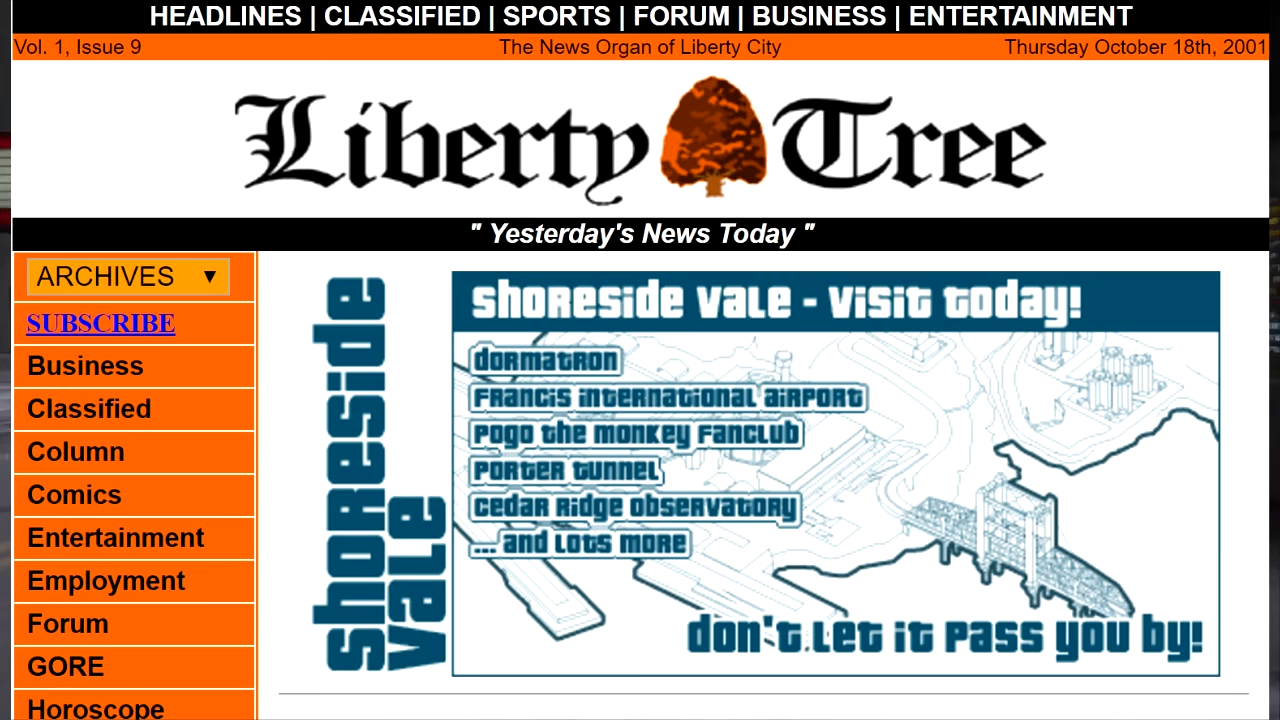 HEADLINES | CLASSIFIED | SPORTS | FORUM | BUSINESS | ENTERTAINMENT
Vol. 1, Issue 9 The News Organ of Liberty City Thursday October 18th, 2001
Liberty Tree
" Yesterday's News Today "
ARCHIVES ▼
SUBSCRIBE
Business
Classified
Column
Comics
Entertainment
Employment
Forum
GORE
Horoscope
shoreside
vale
shoreside vale - visit today!
dormatron
francis international airport
pogo the monkey fanclub
porter tunnel
cedar ridge observatory
... and lots more
don't let it pass you by!